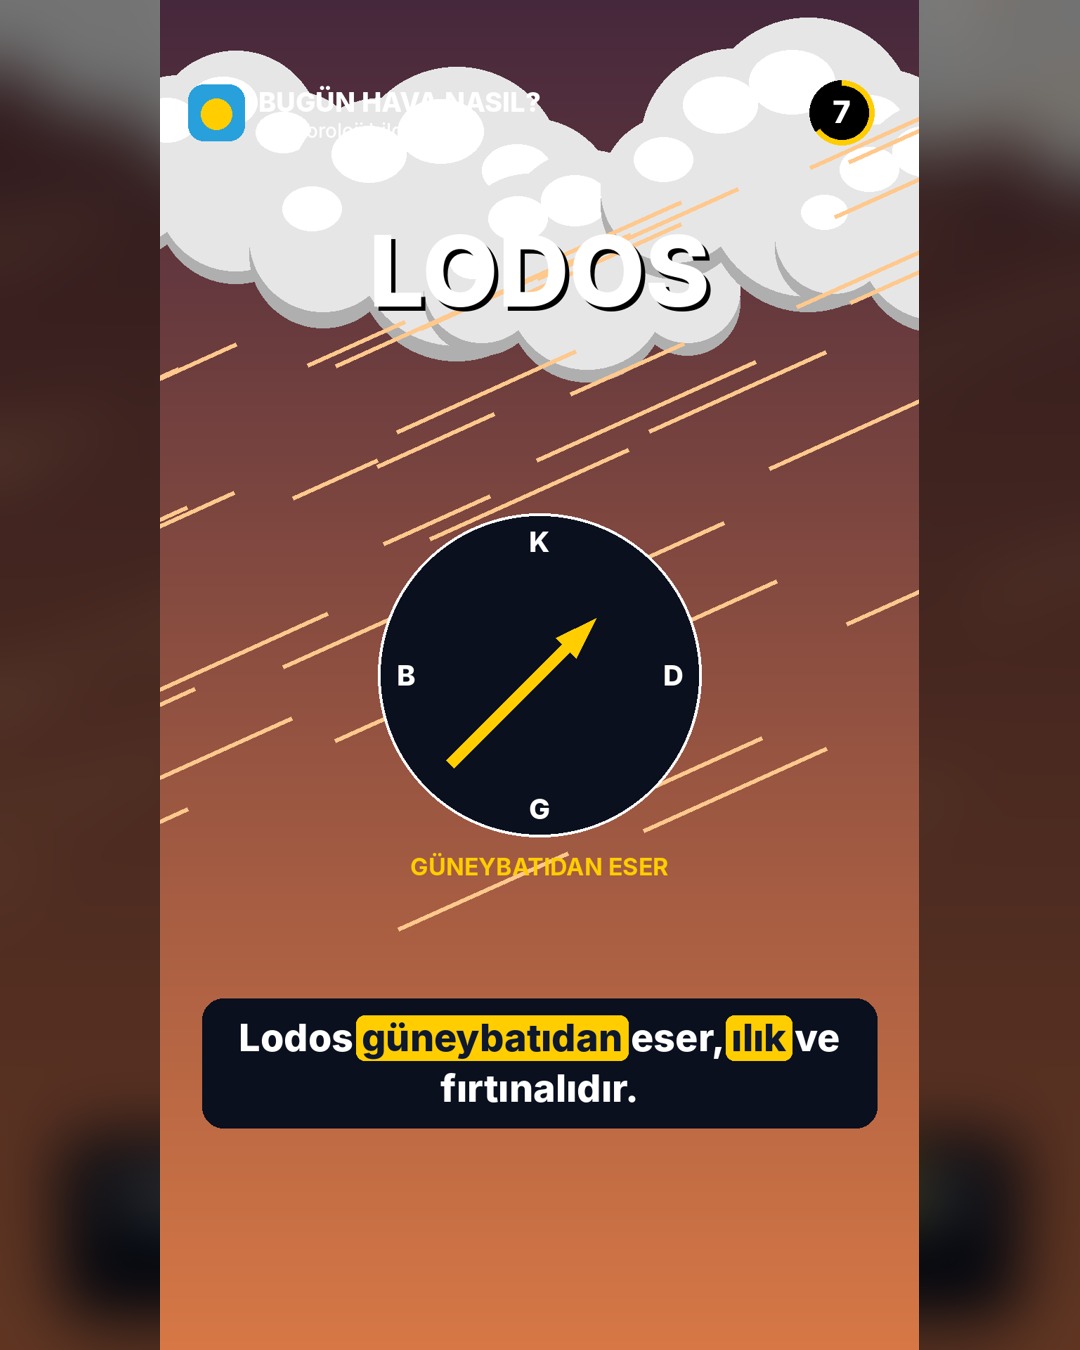 BUGÜN HAVA NASIL?
7
LODOS
K
B
D
G
GÜNEYBATIDAN ESER
Lodos güneybatıdan eser, ılık ve
fırtınalıdır.